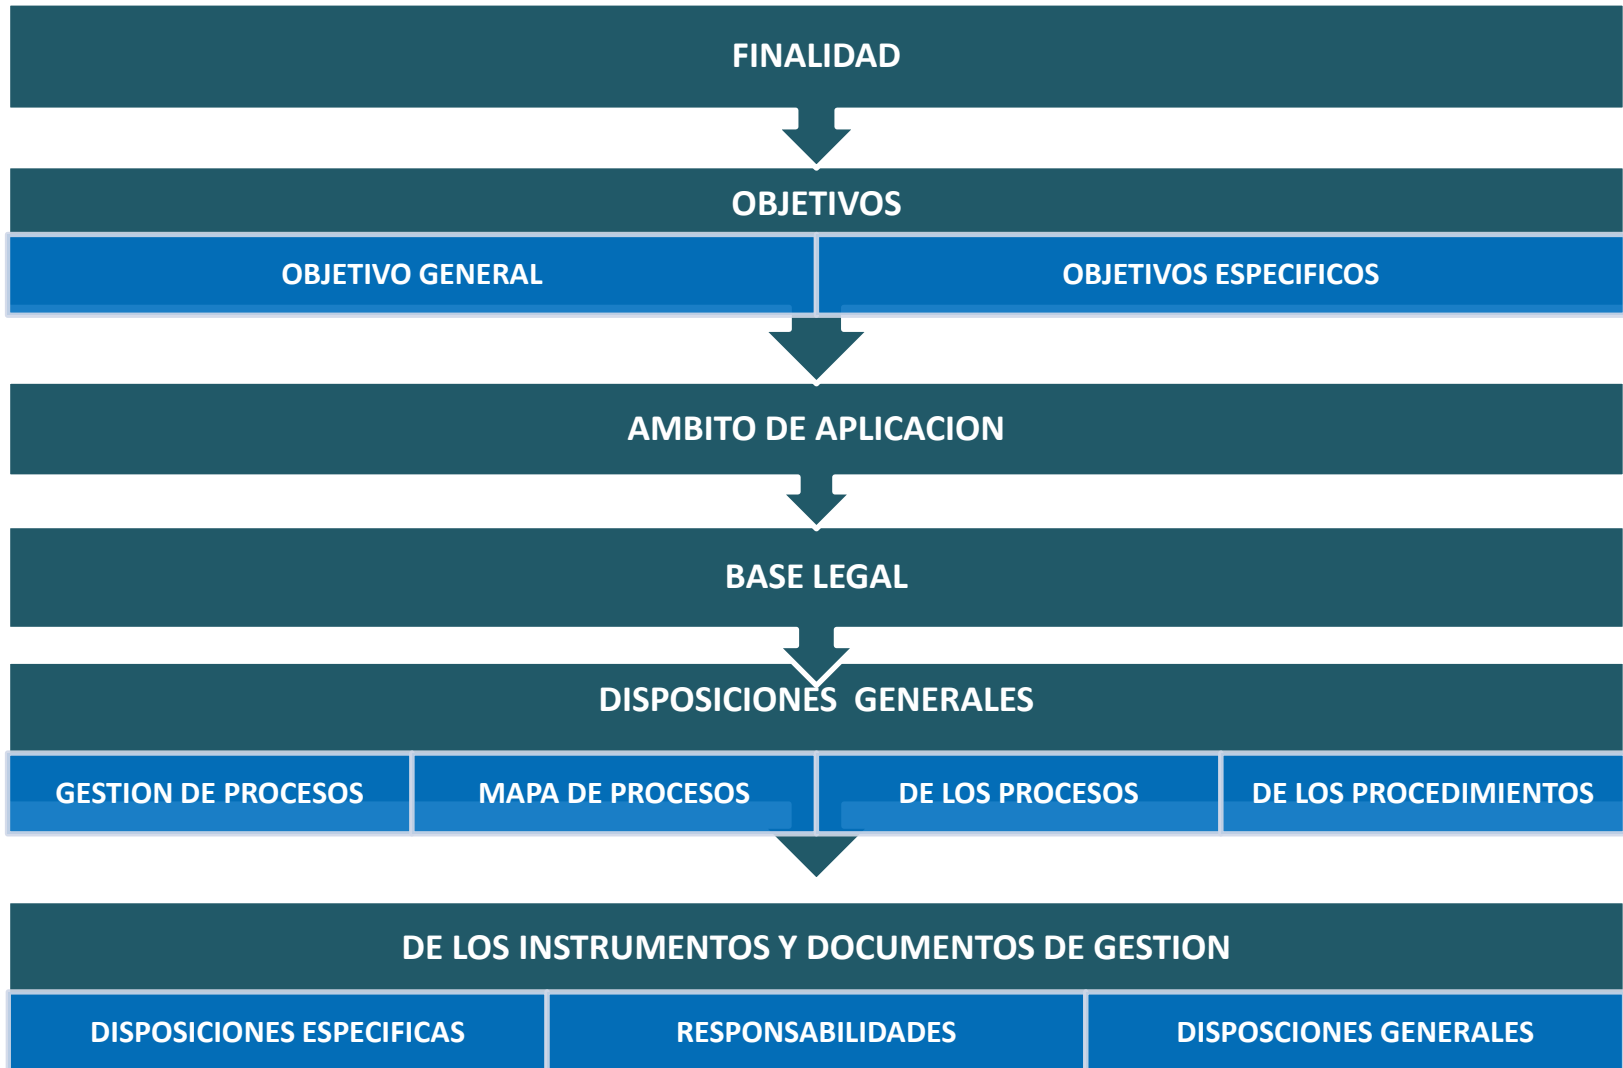 FINALIDAD
OBJETIVOS
OBJETIVO GENERAL
OBJETIVOS ESPECIFICOS
AMBITO DE APLICACION
BASE LEGAL
DISPOSICIONES  GENERALES
GESTION DE PROCESOS
MAPA DE PROCESOS
DE LOS PROCESOS
DE LOS PROCEDIMIENTOS
DE LOS INSTRUMENTOS Y DOCUMENTOS DE GESTION
DISPOSICIONES ESPECIFICAS
RESPONSABILIDADES
DISPOSCIONES GENERALES